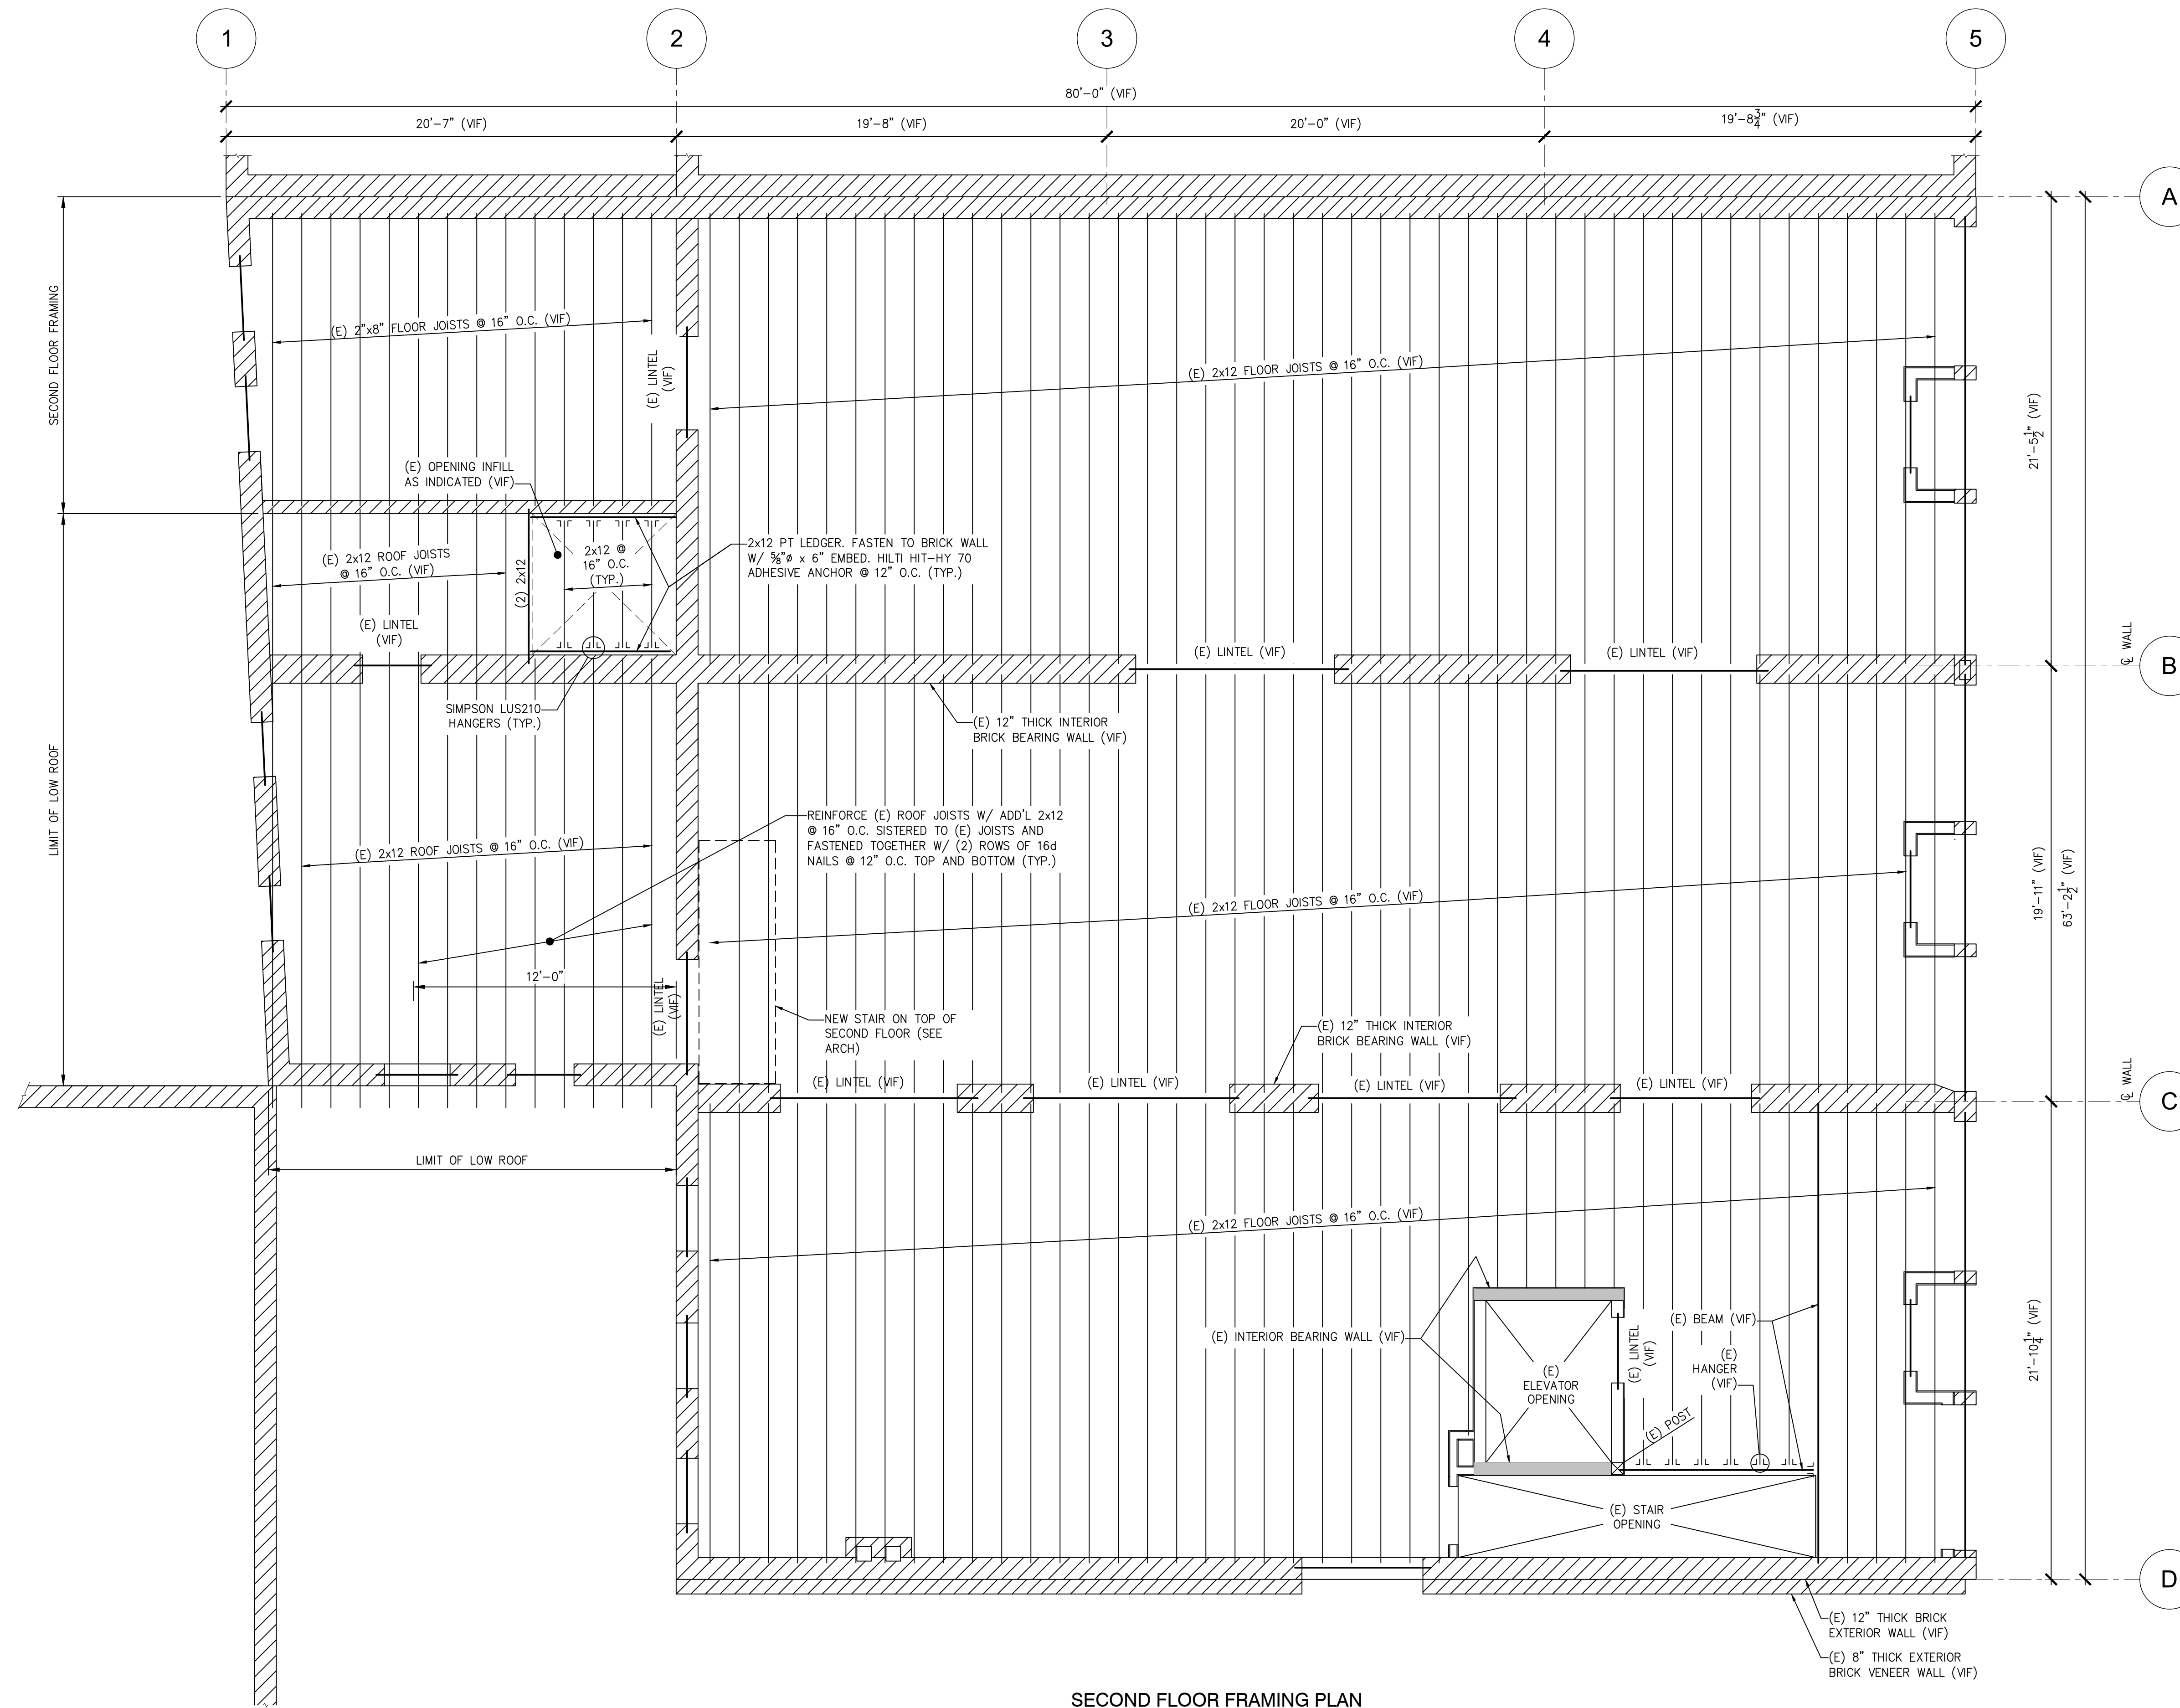 1 2 3 4 5
80'-0" (VIF)
20'-7" (VIF) 19'-8" (VIF) 20'-0" (VIF) 19'-8 3/4" (VIF)
A
SECOND FLOOR FRAMING
(E) 2"x8" FLOOR JOISTS @ 16" O.C. (VIF)
(E) LINTEL
(VIF)
(E) 2x12 FLOOR JOISTS @ 16" O.C. (VIF)
21'-5 1/2" (VIF)
(E) OPENING INFILL
AS INDICATED (VIF)
(E) 2x12 ROOF JOISTS
@ 16" O.C. (VIF)
(2) 2x12
2x12 @
16" O.C.
(TYP.)
2x12 PT LEDGER. FASTEN TO BRICK WALL
W/ 5/8"ø x 6" EMBED. HILTI HIT-HY 70
ADHESIVE ANCHOR @ 12" O.C. (TYP.)
(E) LINTEL
(VIF)
(E) LINTEL (VIF)
(E) LINTEL (VIF)
℄ WALL
B
SIMPSON LUS210
HANGERS (TYP.)
(E) 12" THICK INTERIOR
BRICK BEARING WALL (VIF)
LIMIT OF LOW ROOF
REINFORCE (E) ROOF JOISTS W/ ADD'L 2x12
@ 16" O.C. SISTERED TO (E) JOISTS AND
FASTENED TOGETHER W/ (2) ROWS OF 16d
NAILS @ 12" O.C. TOP AND BOTTOM (TYP.)
(E) 2x12 ROOF JOISTS @ 16" O.C. (VIF)
(E) 2x12 FLOOR JOISTS @ 16" O.C. (VIF)
19'-11" (VIF)
63'-2 1/2" (VIF)
12'-0"
(E) LINTEL
(VIF)
NEW STAIR ON TOP OF
SECOND FLOOR (SEE
ARCH)
(E) 12" THICK INTERIOR
BRICK BEARING WALL (VIF)
(E) LINTEL (VIF)
(E) LINTEL (VIF)
(E) LINTEL (VIF)
(E) LINTEL (VIF)
℄ WALL
C
LIMIT OF LOW ROOF
(E) 2x12 FLOOR JOISTS @ 16" O.C. (VIF)
(E) INTERIOR BEARING WALL (VIF)
(E) LINTEL
(VIF)
(E) BEAM (VIF)
(E)
HANGER
(VIF)
(E)
ELEVATOR
OPENING
(E) POST
21'-10 1/4" (VIF)
(E) STAIR
OPENING
D
(E) 12" THICK BRICK
EXTERIOR WALL (VIF)
(E) 8" THICK EXTERIOR
BRICK VENEER WALL (VIF)
SECOND FLOOR FRAMING PLAN